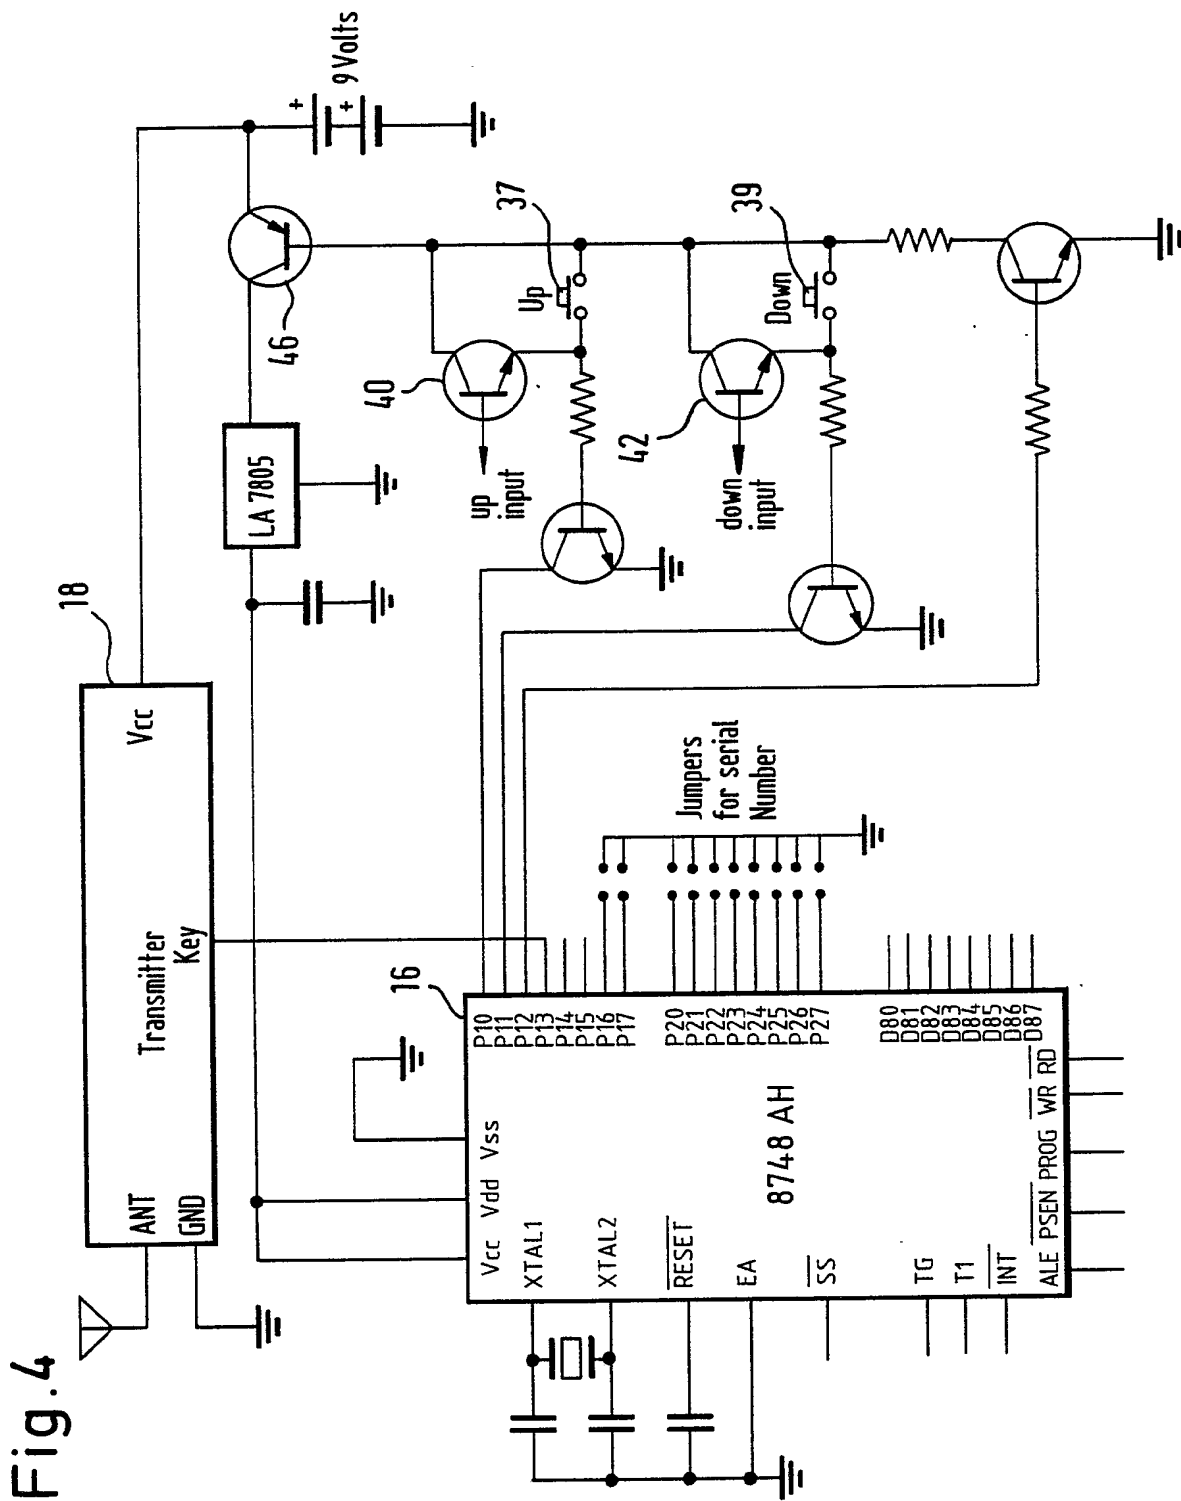 Fig.4
ANT
GND
Transmitter
Key
Vcc
18
LA 7805
46
+
+
9 Volts
40
up
input
Up
37
42
down
input
Down
39
16
Vcc
Vdd
Vss
XTAL1
XTAL2
RESET
EA
SS
TG
T1
INT
8748 AH
P10
P11
P12
P13
P14
P15
P16
P17
P20
P21
P22
P23
P24
P25
P26
P27
D80
D81
D82
D83
D84
D85
D86
D87
ALE
PSEN
PROG
WR
RD
Jumpers
for serial
Number